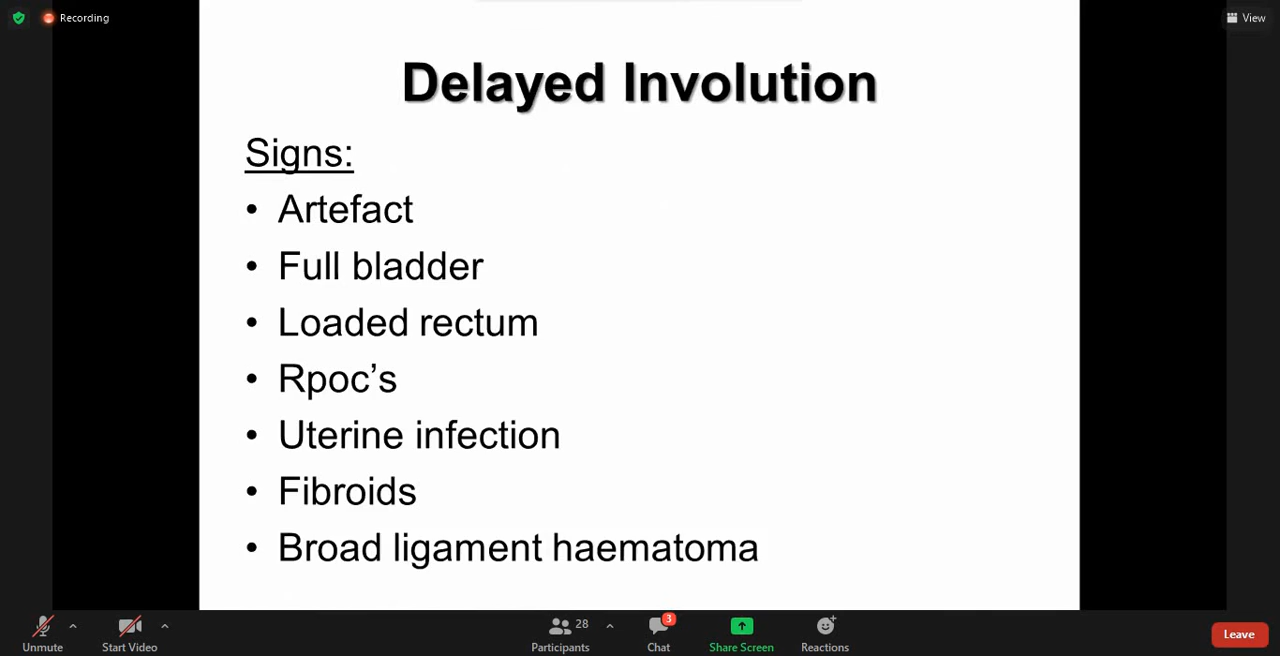 Recording
View
Delayed Involution
Signs:
• Artefact
• Full bladder
• Loaded rectum
• Rpoc’s
• Uterine infection
• Fibroids
• Broad ligament haematoma
28
3
Unmute
Start Video
Participants
Chat
Share Screen
Reactions
Leave